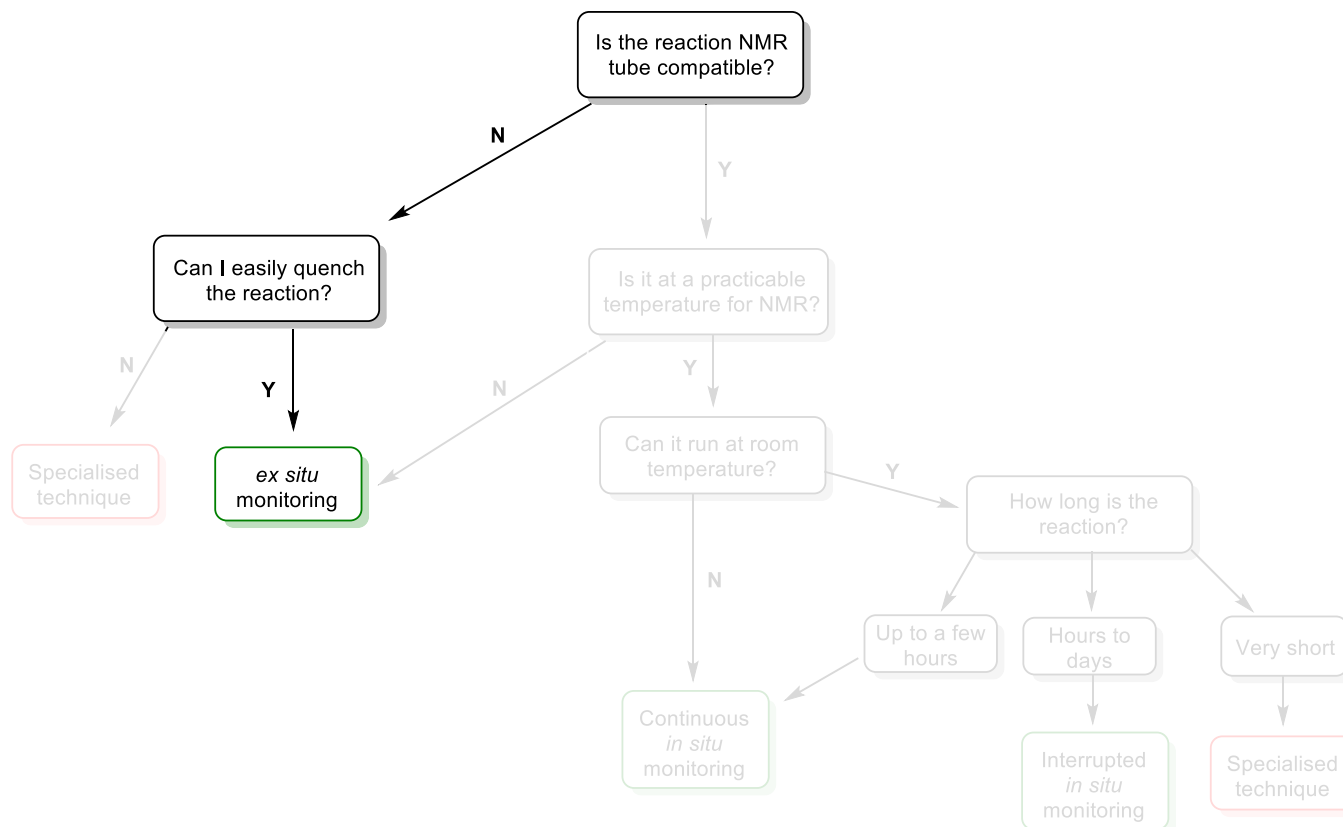 Is the reaction NMR
tube compatible?
N
Y
Can I easily quench
the reaction?
Is it at a practicable
temperature for NMR?
N
Y
N
Y
Specialised
technique
ex situ
monitoring
Can it run at room
temperature?
Y
How long is the
reaction?
N
Up to a few
hours
Hours to
days
Very short
Continuous
in situ
monitoring
Interrupted
in situ
monitoring
Specialised
technique